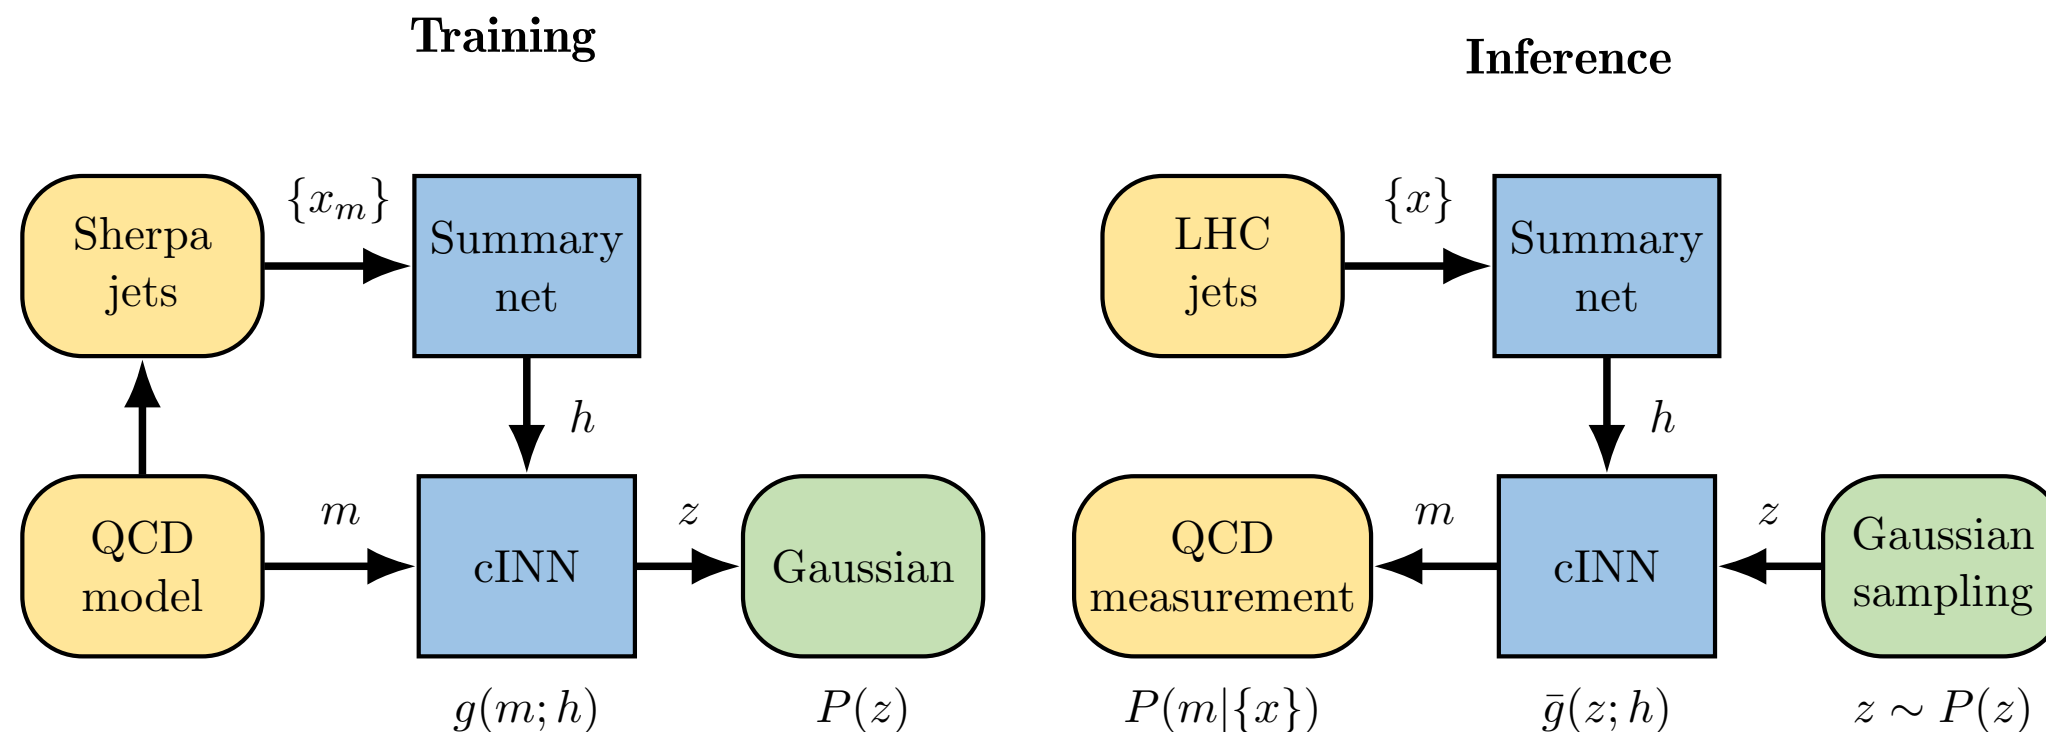 Training
{x_m}
Sherpa
jets
Summary
net
h
QCD
model
m
cINN
z
Gaussian
g(m; h)
P(z)
Inference
{x}
LHC
jets
Summary
net
h
QCD
measurement
m
cINN
z
Gaussian
sampling
P(m|{x})
ḡ(z; h)
z ∼ P(z)